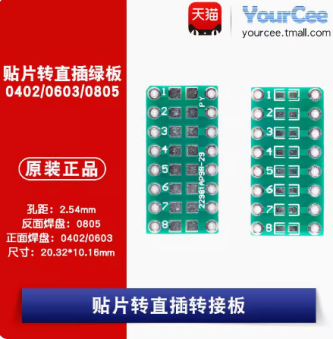 天猫 YourCee
yourcee.tmall.com
贴片转直插绿板
0402/0603/0805
原装正品
孔距：2.54mm
反面焊盘：0805
正面焊盘：0402/0603
尺寸：20.32*10.16mm
1
2
3
4
5
6
7
8
1
2
3
4
5
6
7
8
贴片转直插转接板